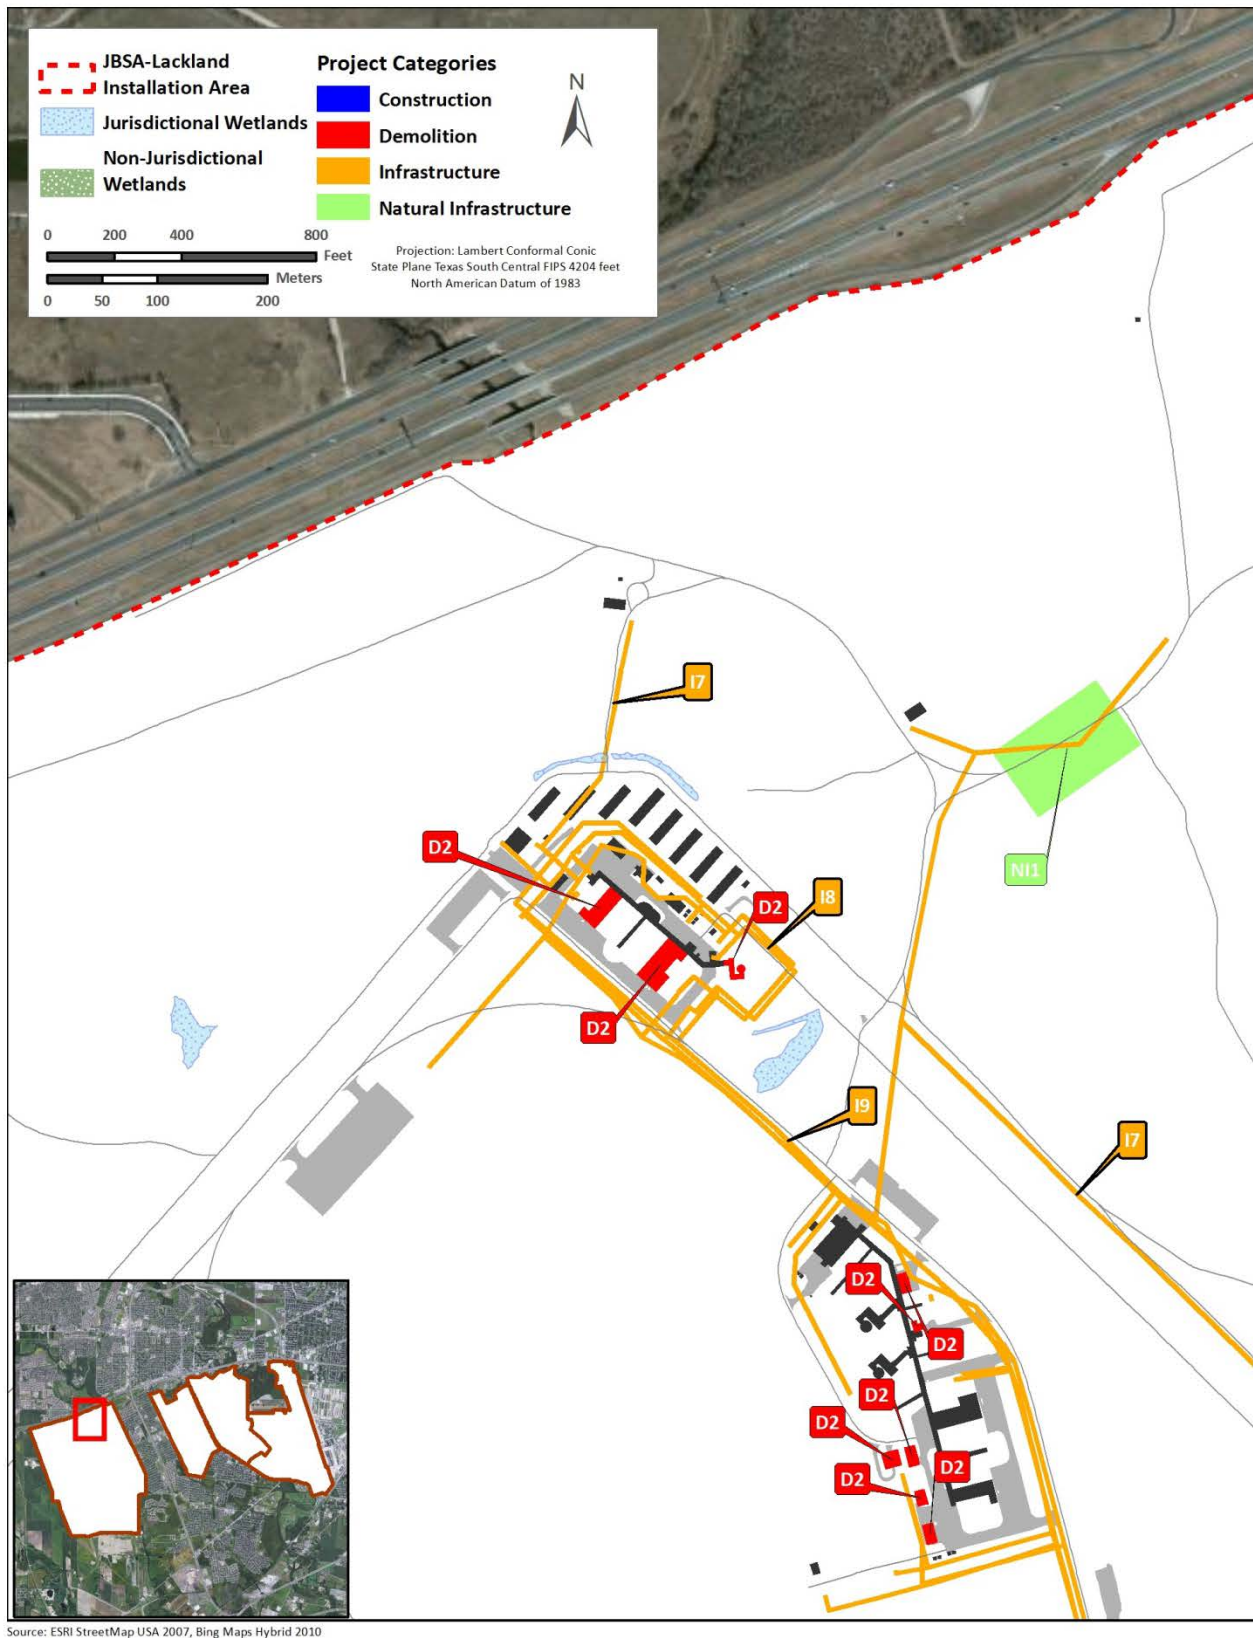 JBSA-Lackland
Installation Area
Jurisdictional Wetlands
Non-Jurisdictional
Wetlands
Project Categories
Construction
Demolition
Infrastructure
Natural Infrastructure
N
0 200 400 800
Feet
Meters
0 50 100 200
Projection: Lambert Conformal Conic
State Plane Texas South Central FIPS 4204 feet
North American Datum of 1983
I7
D2
NI1
I8
D2
D2
I9
I7
D2
D2
D2
D2
D2
D2
Source: ESRI StreetMap USA 2007, Bing Maps Hybrid 2010